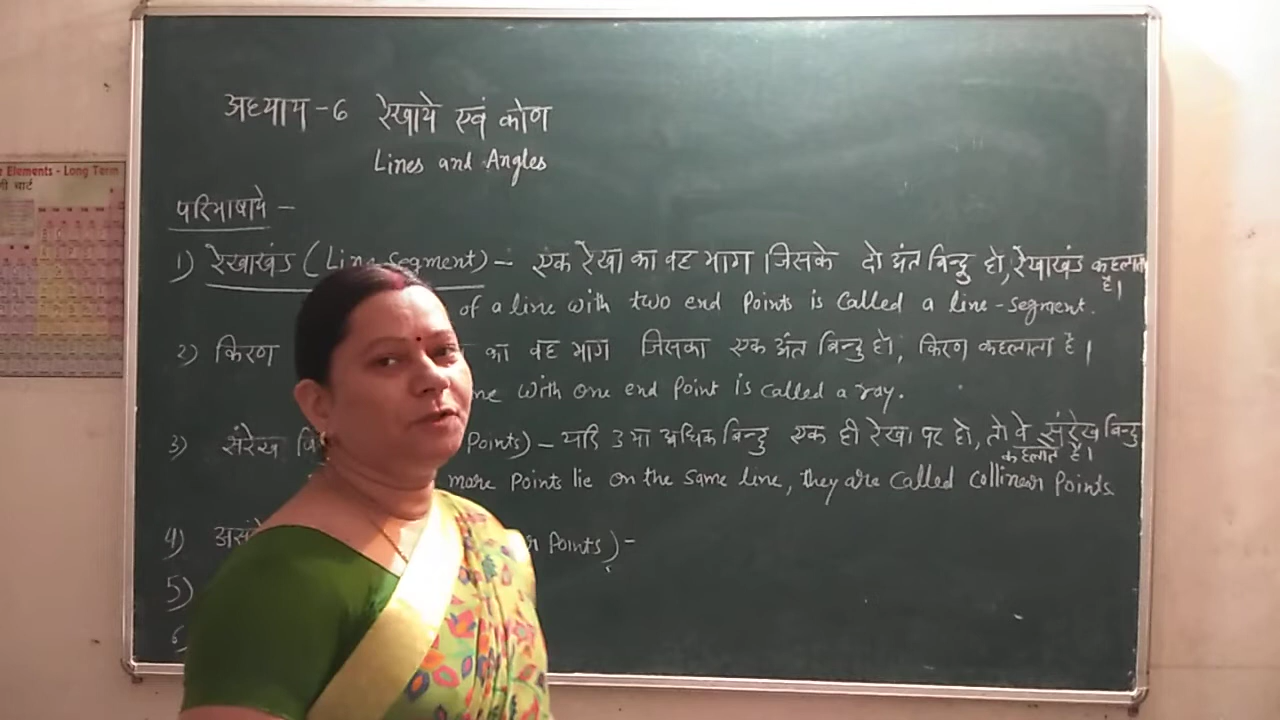 अध्याय-6 रेखाये एवं कोण
Lines and Angles
Elements - Long Term
र्ी चार्ट
परिभाषाये -
1) रेखाखंड (Line Segment) - एक रेखा का वह भाग जिसके दो अंत बिन्दु हो, रेखाखंड कहलाता
है।
of a line with two end Points is called a line-segment.
2) किरण का वह भाग जिसका एक अंत बिन्दु हो, किरण कहलाता है।
with one end Point is called a ray.
3) संरेख Points) - यदि 3 या अधिक बिन्दु एक ही रेखा पर हो, तो वे संरेख बिन्दु
कहलाते है।
more Points lie on the same line, they are called collinear Points
4) Points) -
5)
6